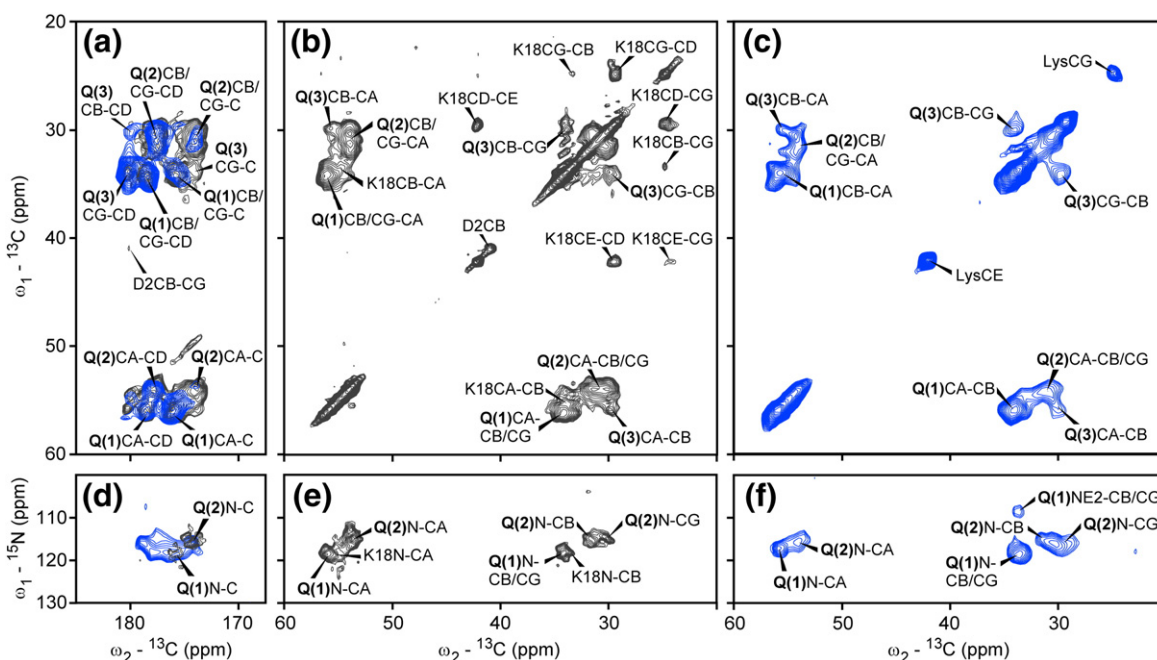 (a)
Q(3)
CB-CD
Q(2)CB/
CG-CD
Q(2)CB/
CG-C
Q(3)
CG-C
Q(3)
CG-CD
Q(1)CB/
CG-CD
Q(1)CB/
CG-C
D2CB-CG
Q(2)CA-CD
Q(2)CA-C
Q(1)CA-CD
Q(1)CA-C
20
30
40
50
60
ω1 - 13C (ppm)
(b)
K18CG-CB
K18CG-CD
Q(3)CB-CA
K18CD-CE
K18CD-CG
Q(2)CB/
CG-CA
Q(3)CB-CG
K18CB-CG
K18CB-CA
Q(3)CG-CB
Q(1)CB/CG-CA
D2CB
K18CE-CD
K18CE-CG
Q(2)CA-CB/CG
K18CA-CB
Q(1)CA-
CB/CG
Q(3)CA-CB
(c)
LysCG
Q(3)CB-CA
Q(3)CB-CG
Q(2)CB/
CG-CA
Q(1)CB-CA
Q(3)CG-CB
LysCE
Q(2)CA-CB/CG
Q(1)CA-CB
Q(3)CA-CB
(d)
Q(2)N-C
Q(1)N-C
110
120
130
ω1 - 15N (ppm)
180
170
ω2 - 13C (ppm)
(e)
Q(2)N-CA
K18N-CA
Q(1)N-CA
Q(2)N-CB
Q(2)N-CG
Q(1)N-
CB/CG
K18N-CB
60
50
40
30
20
ω2 - 13C (ppm)
(f)
Q(1)NE2-CB/CG
Q(2)N-CB
Q(2)N-CG
Q(2)N-CA
Q(1)N-
CB/CG
Q(1)N-CA
50
40
30
ω2 - 13C (ppm)